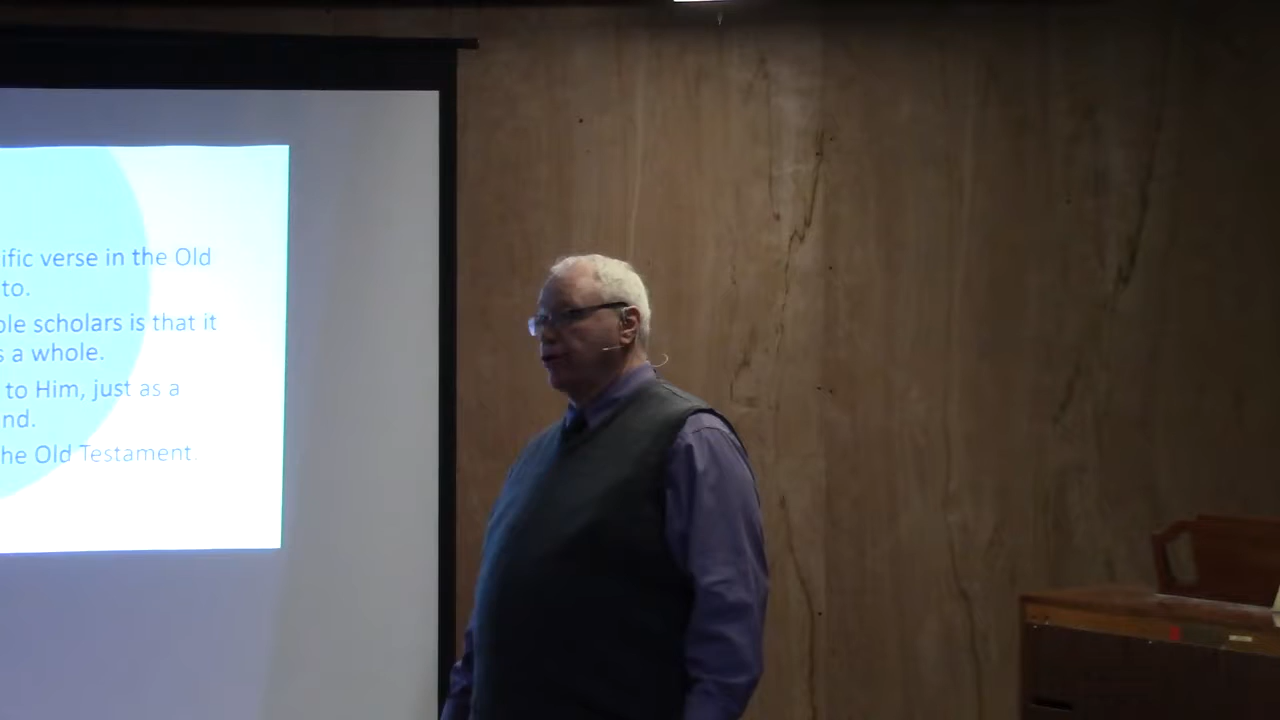 ific verse in the Old
to.
ole scholars is that it
s a whole.
to Him, just as a
nd.
he Old Testament.